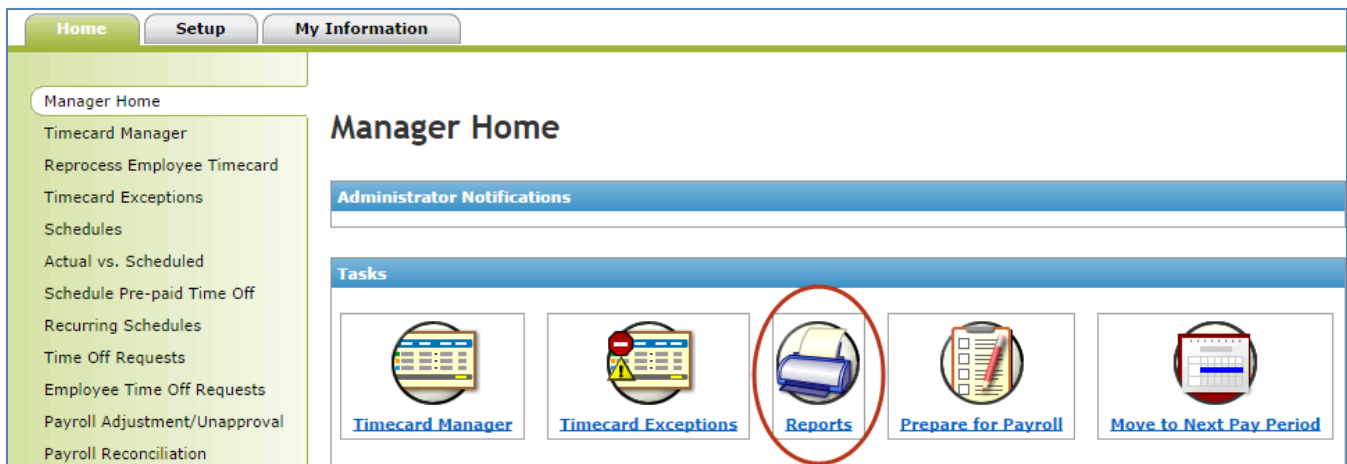 Home Setup My Information
Manager Home
Timecard Manager
Reprocess Employee Timecard
Timecard Exceptions
Schedules
Actual vs. Scheduled
Schedule Pre-paid Time Off
Recurring Schedules
Time Off Requests
Employee Time Off Requests
Payroll Adjustment/Unapproval
Payroll Reconciliation
Manager Home
Administrator Notifications
Tasks
Timecard Manager Timecard Exceptions Reports Prepare for Payroll Move to Next Pay Period